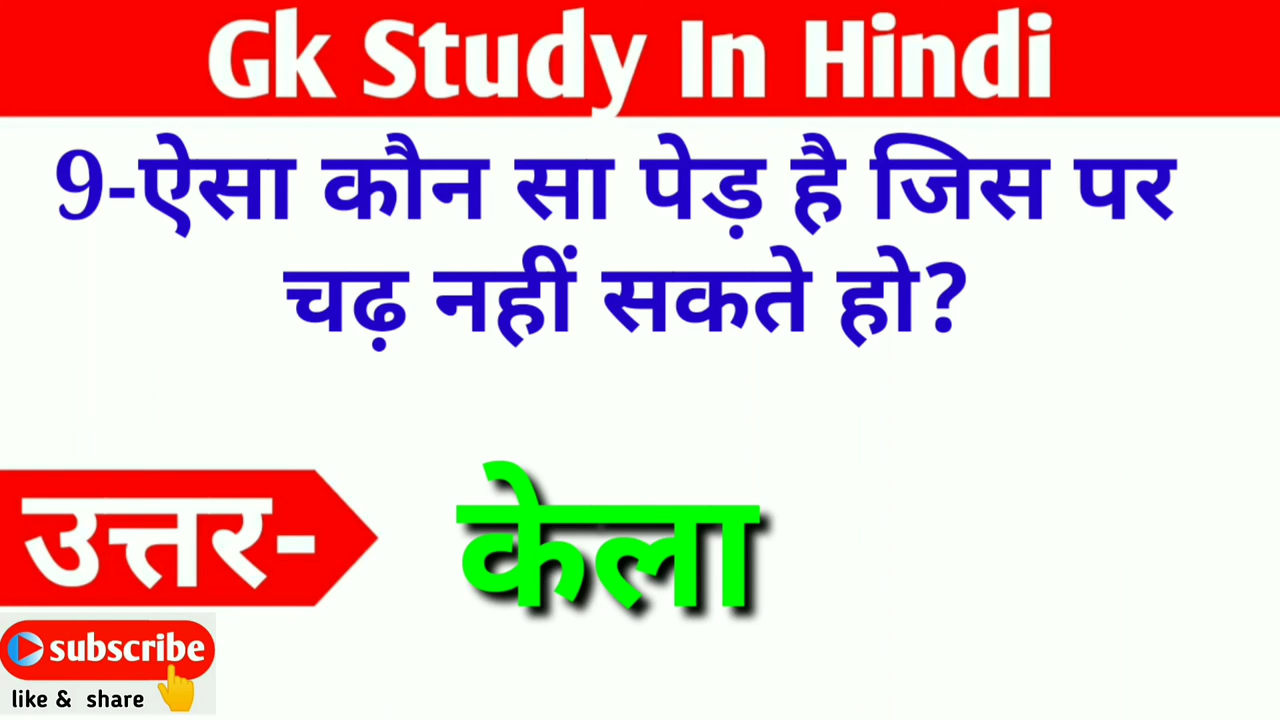 Gk Study In Hindi
9-ऐसा कौन सा पेड़ है जिस पर
चढ़ नहीं सकते हो?
उत्तर-
केला
subscribe
like & share